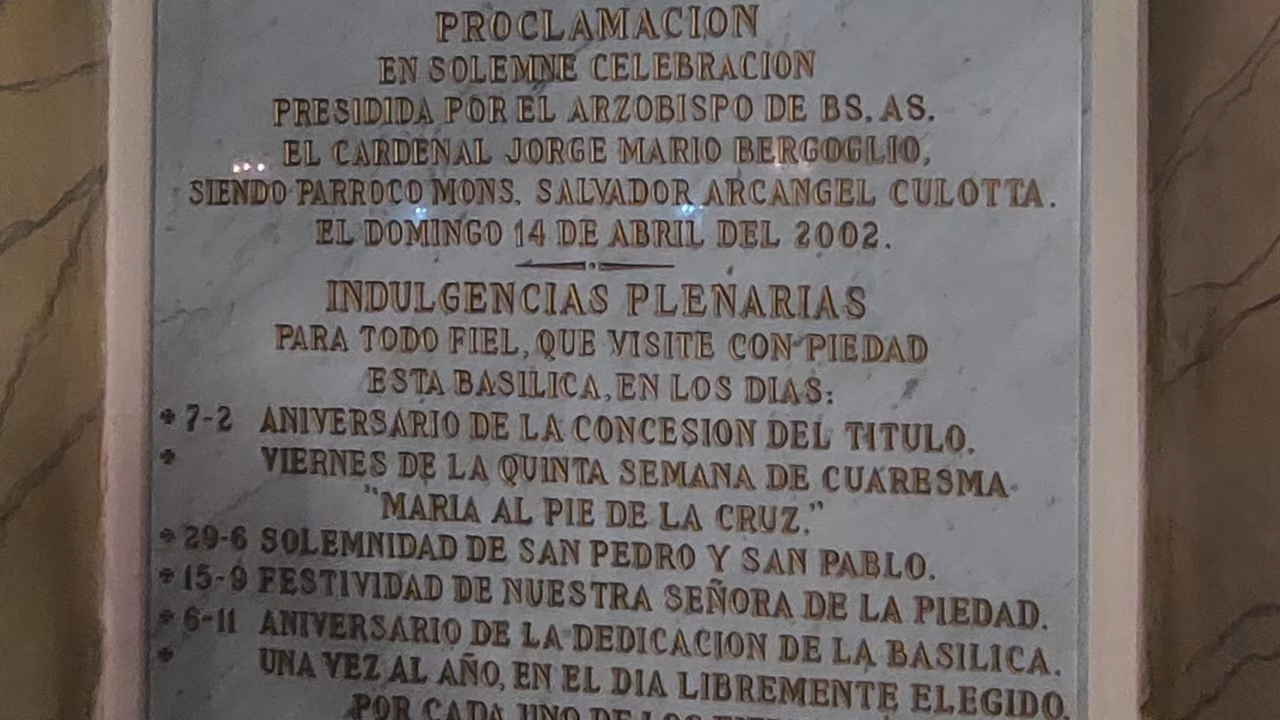 PROCLAMACION
EN SOLEMNE CELEBRACION
PRESIDIDA POR EL ARZOBISPO DE BS. AS.
EL CARDENAL JORGE MARIO BERGOGLIO,
SIENDO PARROCO MONS. SALVADOR ARCANGEL CULOTTA.
EL DOMINGO 14 DE ABRIL DEL 2002.
INDULGENCIAS PLENARIAS
PARA TODO FIEL, QUE VISITE CON PIEDAD
ESTA BASILICA, EN LOS DIAS:
7-2 ANIVERSARIO DE LA CONCESION DEL TITULO.
VIERNES DE LA QUINTA SEMANA DE CUARESMA
"MARIA AL PIE DE LA CRUZ."
29-6 SOLEMNIDAD DE SAN PEDRO Y SAN PABLO.
15-9 FESTIVIDAD DE NUESTRA SEÑORA DE LA PIEDAD.
6-11 ANIVERSARIO DE LA DEDICACION DE LA BASILICA.
UNA VEZ AL AÑO, EN EL DIA LIBREMENTE ELEGIDO,
POR CADA UNO DE LOS